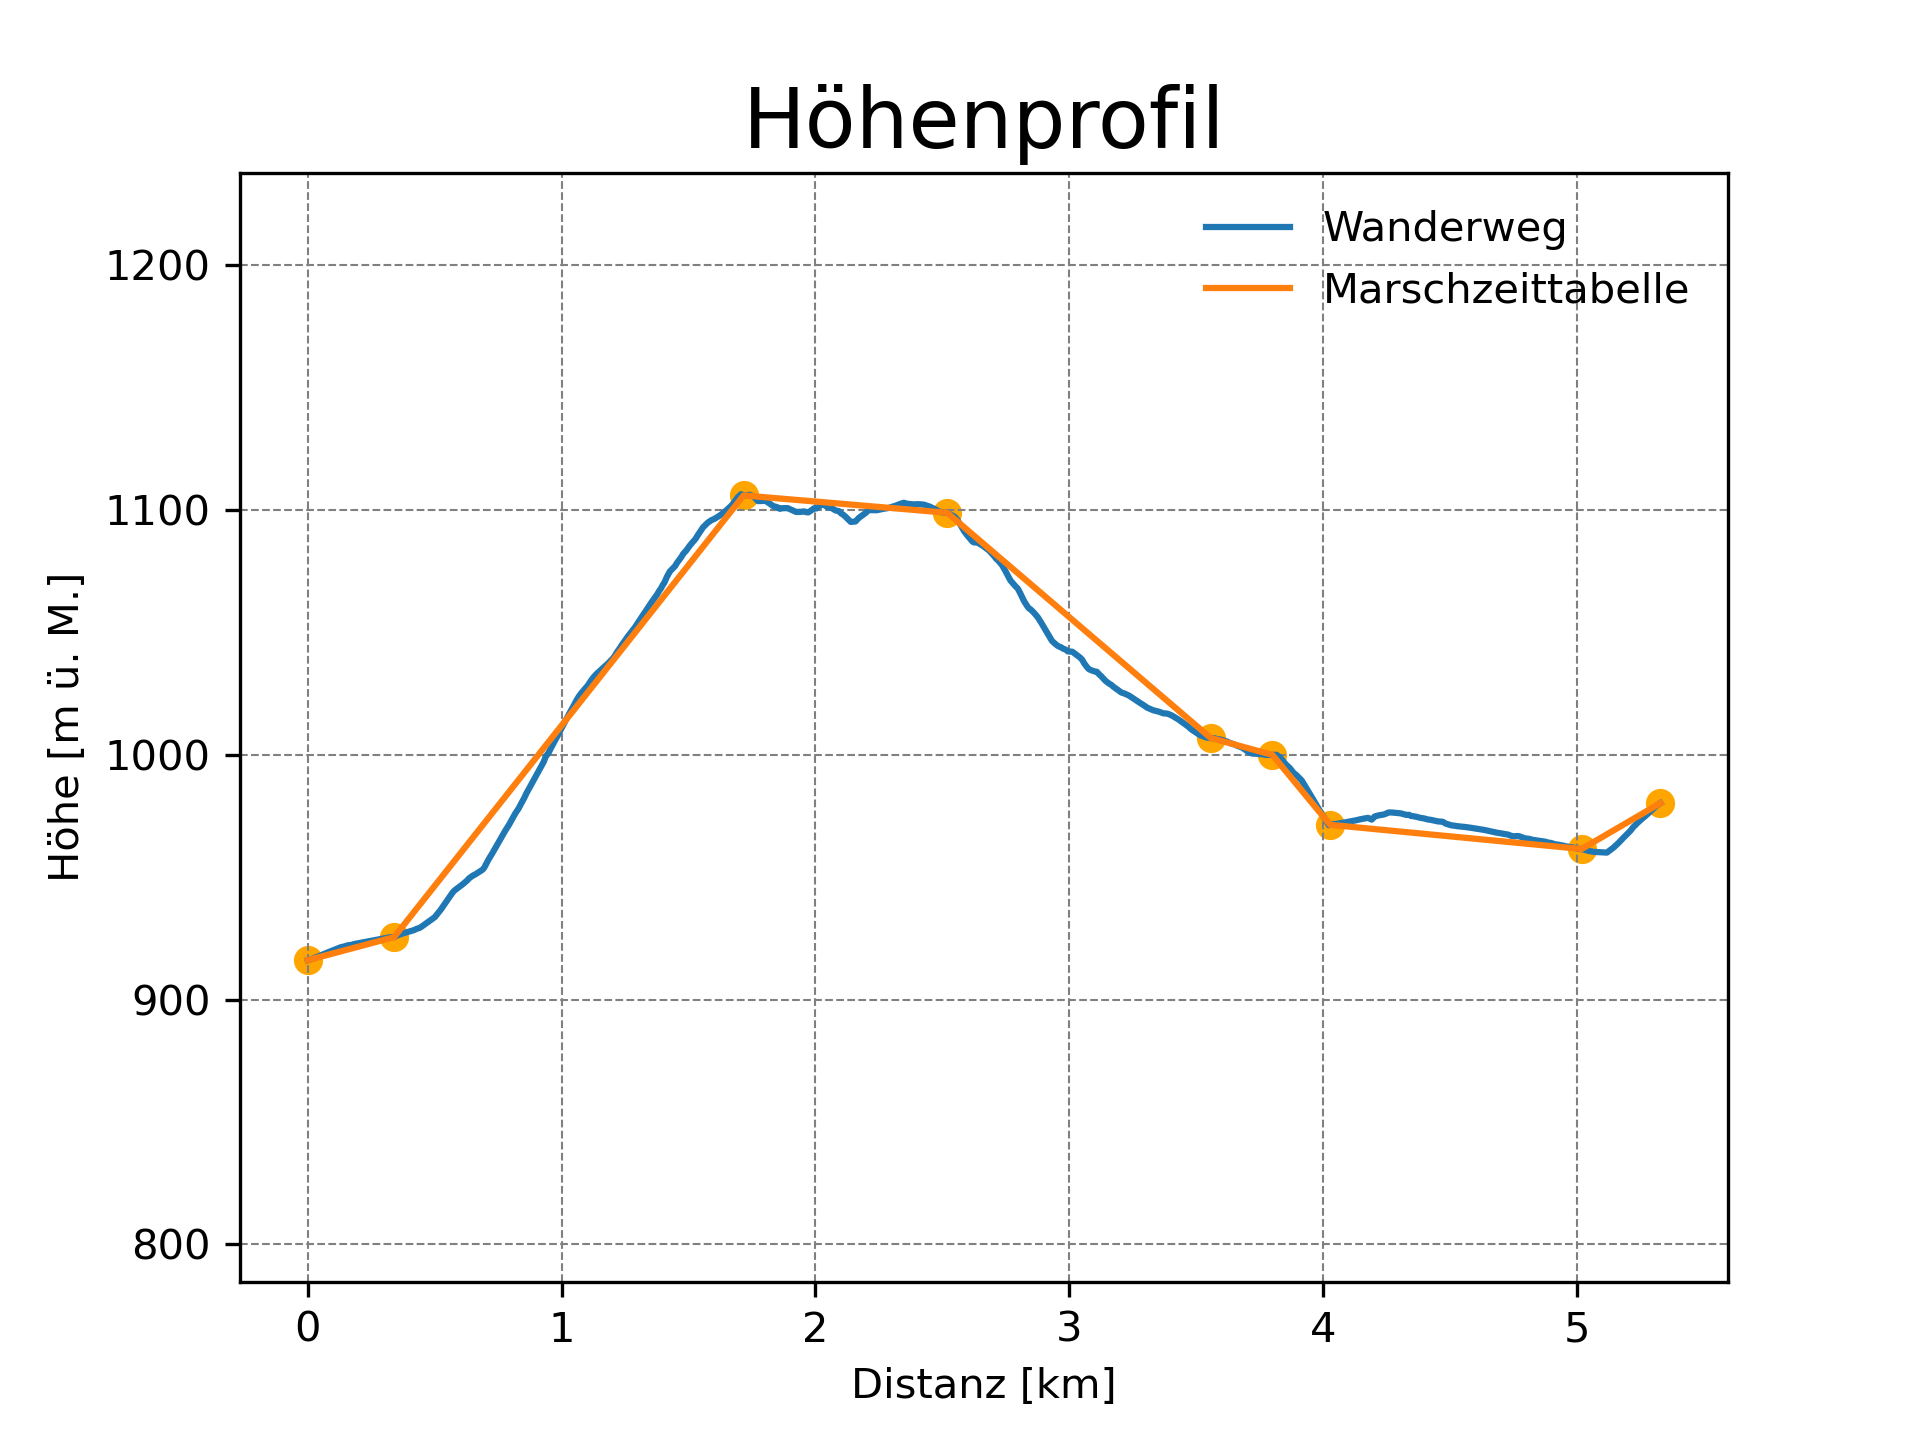 Höhenprofil
Wanderweg
Marschzeittabelle
1200
1100
1000
900
800
Höhe [m ü. M.]
0 1 2 3 4 5
Distanz [km]